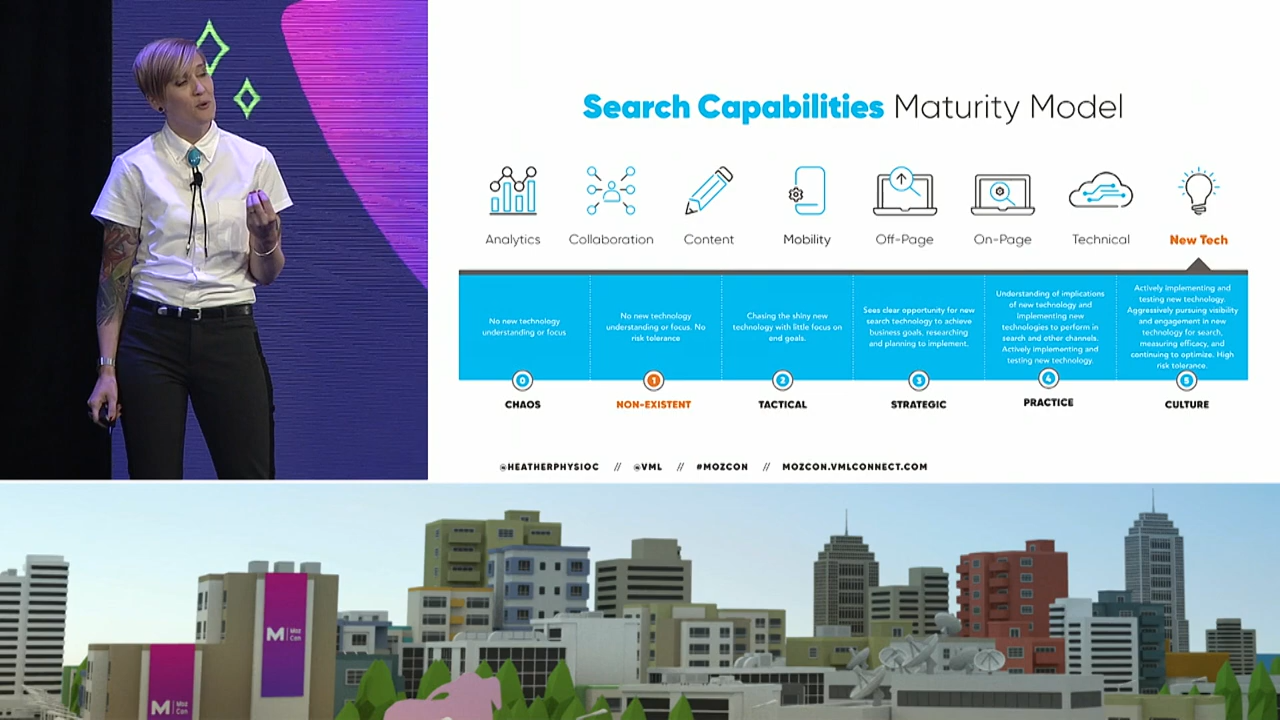 Search Capabilities Maturity Model
Analytics
Collaboration
Content
Mobility
Off-Page
On-Page
Technical
New Tech
No new technology
understanding or focus
No new technology
understanding or focus. No
risk tolerance
Chasing the shiny new
technology with little focus on
end goals.
Sees clear opportunity for new
search technology to achieve
business goals, researching
and planning to implement.
Understanding of implications
of new technology and
implementing new
technologies to perform in
search and other channels.
Actively implementing and
testing new technology.
Actively implementing and
testing new technology.
Aggressively pursuing visibility
and engagement in new
technology for search,
measuring efficacy, and
continuing to optimize. High
risk tolerance.
0
1
2
3
4
5
CHAOS
NON-EXISTENT
TACTICAL
STRATEGIC
PRACTICE
CULTURE
@HEATHERPHYSIOC // @VML // #MOZCON // MOZCON.VMLCONNECT.COM
M Moz
Con
M Moz
Con